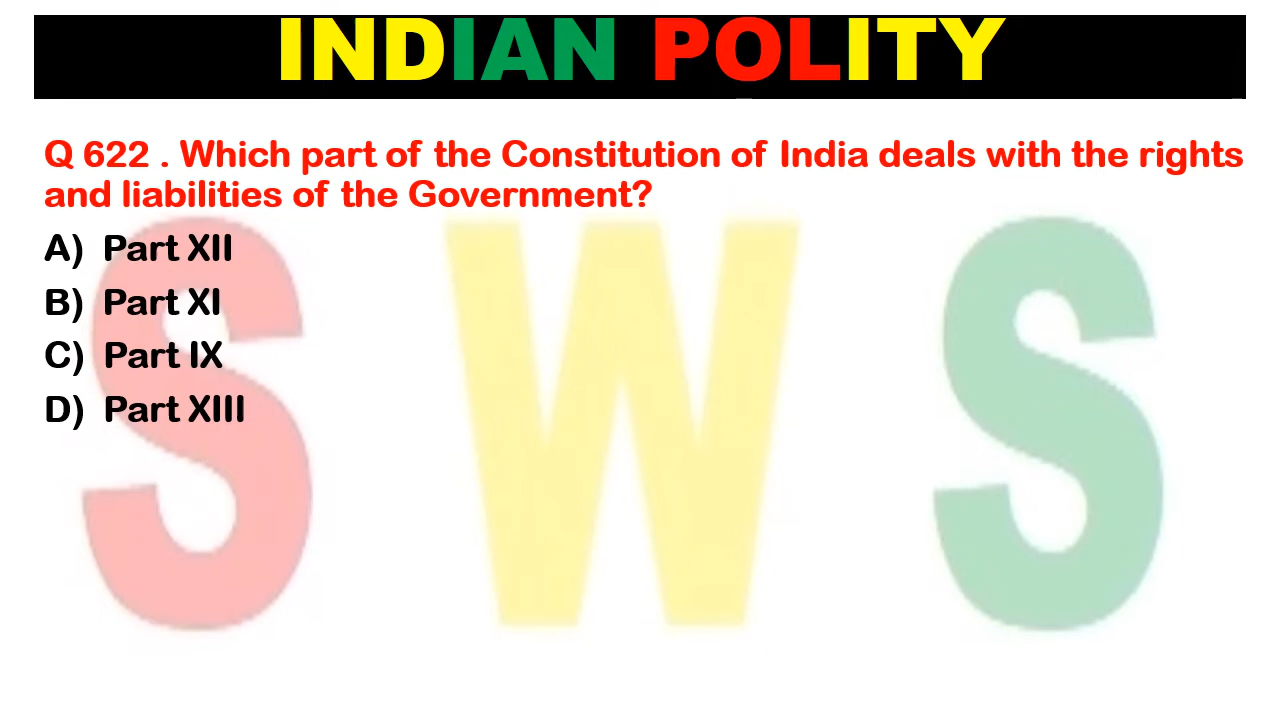 INDIAN POLITY
Q 622 . Which part of the Constitution of India deals with the rights
and liabilities of the Government?
A) Part XII
B) Part XI
C) Part IX
D) Part XIII
S W S